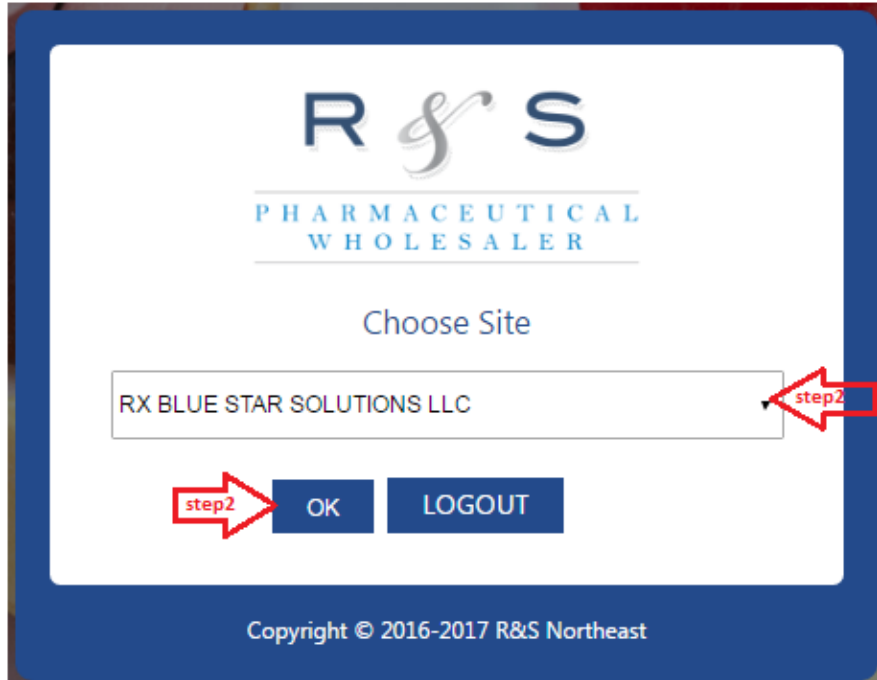 R & S
PHARMACEUTICAL
WHOLESALER
Choose Site
RX BLUE STAR SOLUTIONS LLC
step2
step2
OK
LOGOUT
Copyright © 2016-2017 R&S Northeast